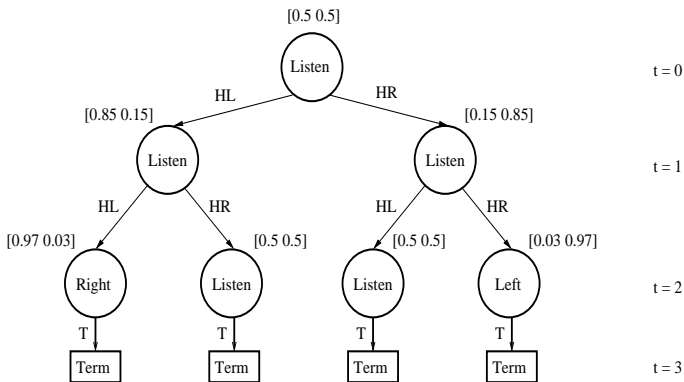 [0.5 0.5]
Listen
t = 0
HL
HR
[0.85 0.15]
[0.15 0.85]
Listen
Listen
t = 1
HL
HR
HL
HR
[0.97 0.03]
[0.5 0.5]
[0.5 0.5]
[0.03 0.97]
Right
Listen
Listen
Left
t = 2
T
T
T
T
Term
Term
Term
Term
t = 3